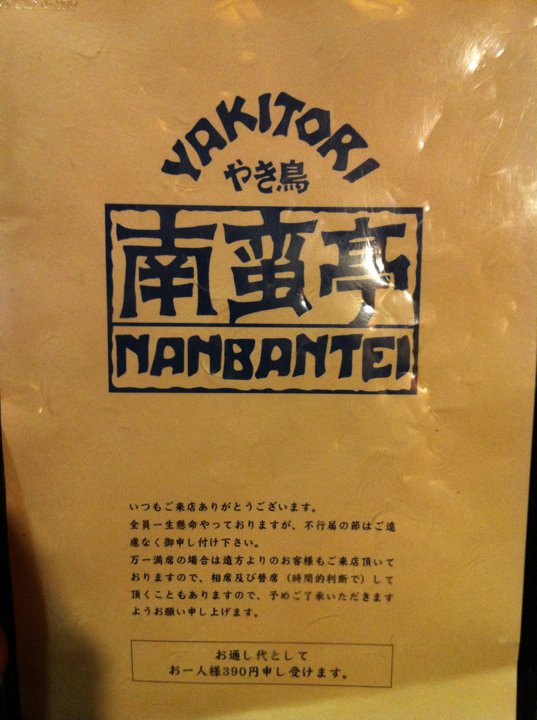 YAKITORI
やき鳥
南蛮亭
NANBANTEI
いつもご来店ありがとうございます。
全員一生懸命やっておりますが、不行届の節はご遠
慮なく御申し付け下さい。
万一満席の場合は遠方よりのお客様もご来店頂いて
おりますので、相席及び替席（時間的判断で）して
頂くこともありますので、予めご了承いただきます
ようお願い申し上げます。
お通し代として
お一人様390円申し受けます。